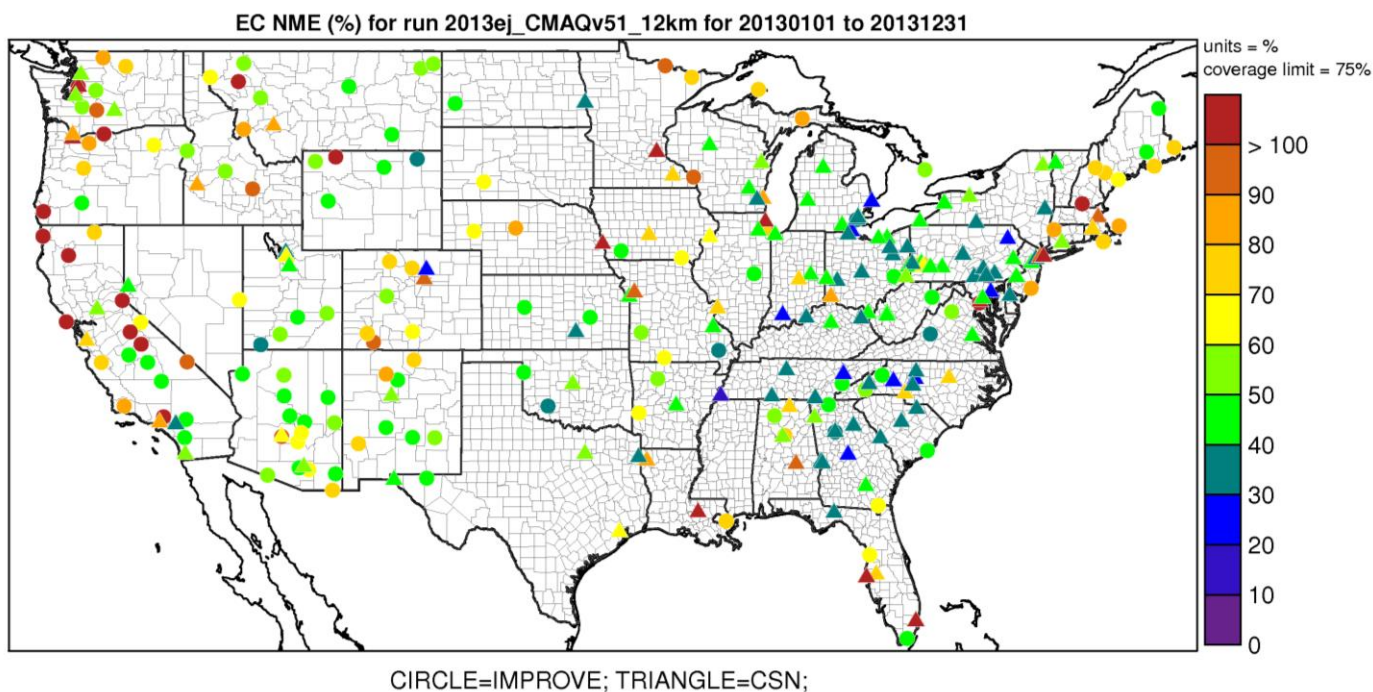 EC NME (%) for run 2013ej_CMAQv51_12km for 20130101 to 20131231
units = %
coverage limit = 75%
> 100
90
80
70
60
50
40
30
20
10
0
CIRCLE=IMPROVE; TRIANGLE=CSN;